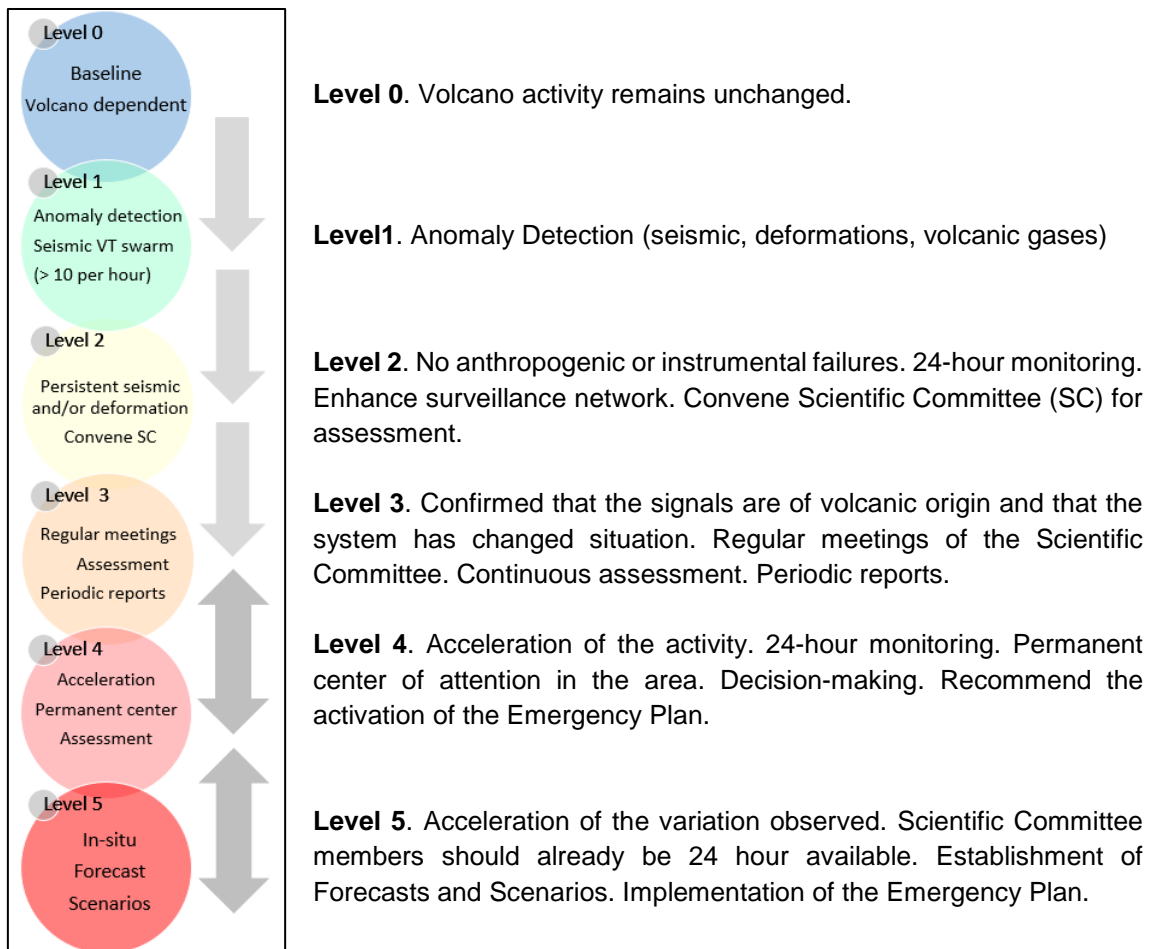 Level 0
Baseline
Volcano dependent
Level 0. Volcano activity remains unchanged.
Level 1
Anomaly detection
Seismic VT swarm
(> 10 per hour)
Level1. Anomaly Detection (seismic, deformations, volcanic gases)
Level 2
Persistent seismic
and/or deformation
Convene SC
Level 2. No anthropogenic or instrumental failures. 24-hour monitoring.
Enhance surveillance network. Convene Scientific Committee (SC) for
assessment.
Level 3
Regular meetings
Assessment
Periodic reports
Level 3. Confirmed that the signals are of volcanic origin and that the
system has changed situation. Regular meetings of the Scientific
Committee. Continuous assessment. Periodic reports.
Level 4
Acceleration
Permanent center
Assessment
Level 4. Acceleration of the activity. 24-hour monitoring. Permanent
center of attention in the area. Decision-making. Recommend the
activation of the Emergency Plan.
Level 5
In-situ
Forecast
Scenarios
Level 5. Acceleration of the variation observed. Scientific Committee
members should already be 24 hour available. Establishment of
Forecasts and Scenarios. Implementation of the Emergency Plan.